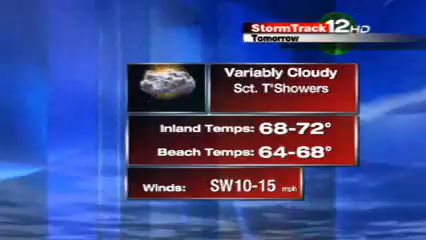 StormTrack 12 HD
Tomorrow
Variably Cloudy
Sct. T'Showers
Inland Temps: 68-72°
Beach Temps: 64-68°
Winds: SW10-15 mph